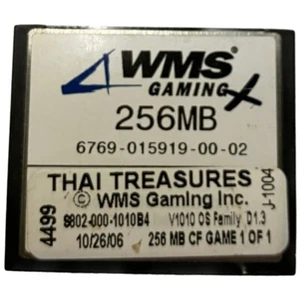 WMS
GAMING X
256MB
6769-015919-00-02
THAI TREASURES
© WMS Gaming Inc.
6802-000-1010B4 V1010 OS Family D1.3
10/26/06 256 MB CF GAME 1 OF 1
4499
J-1004